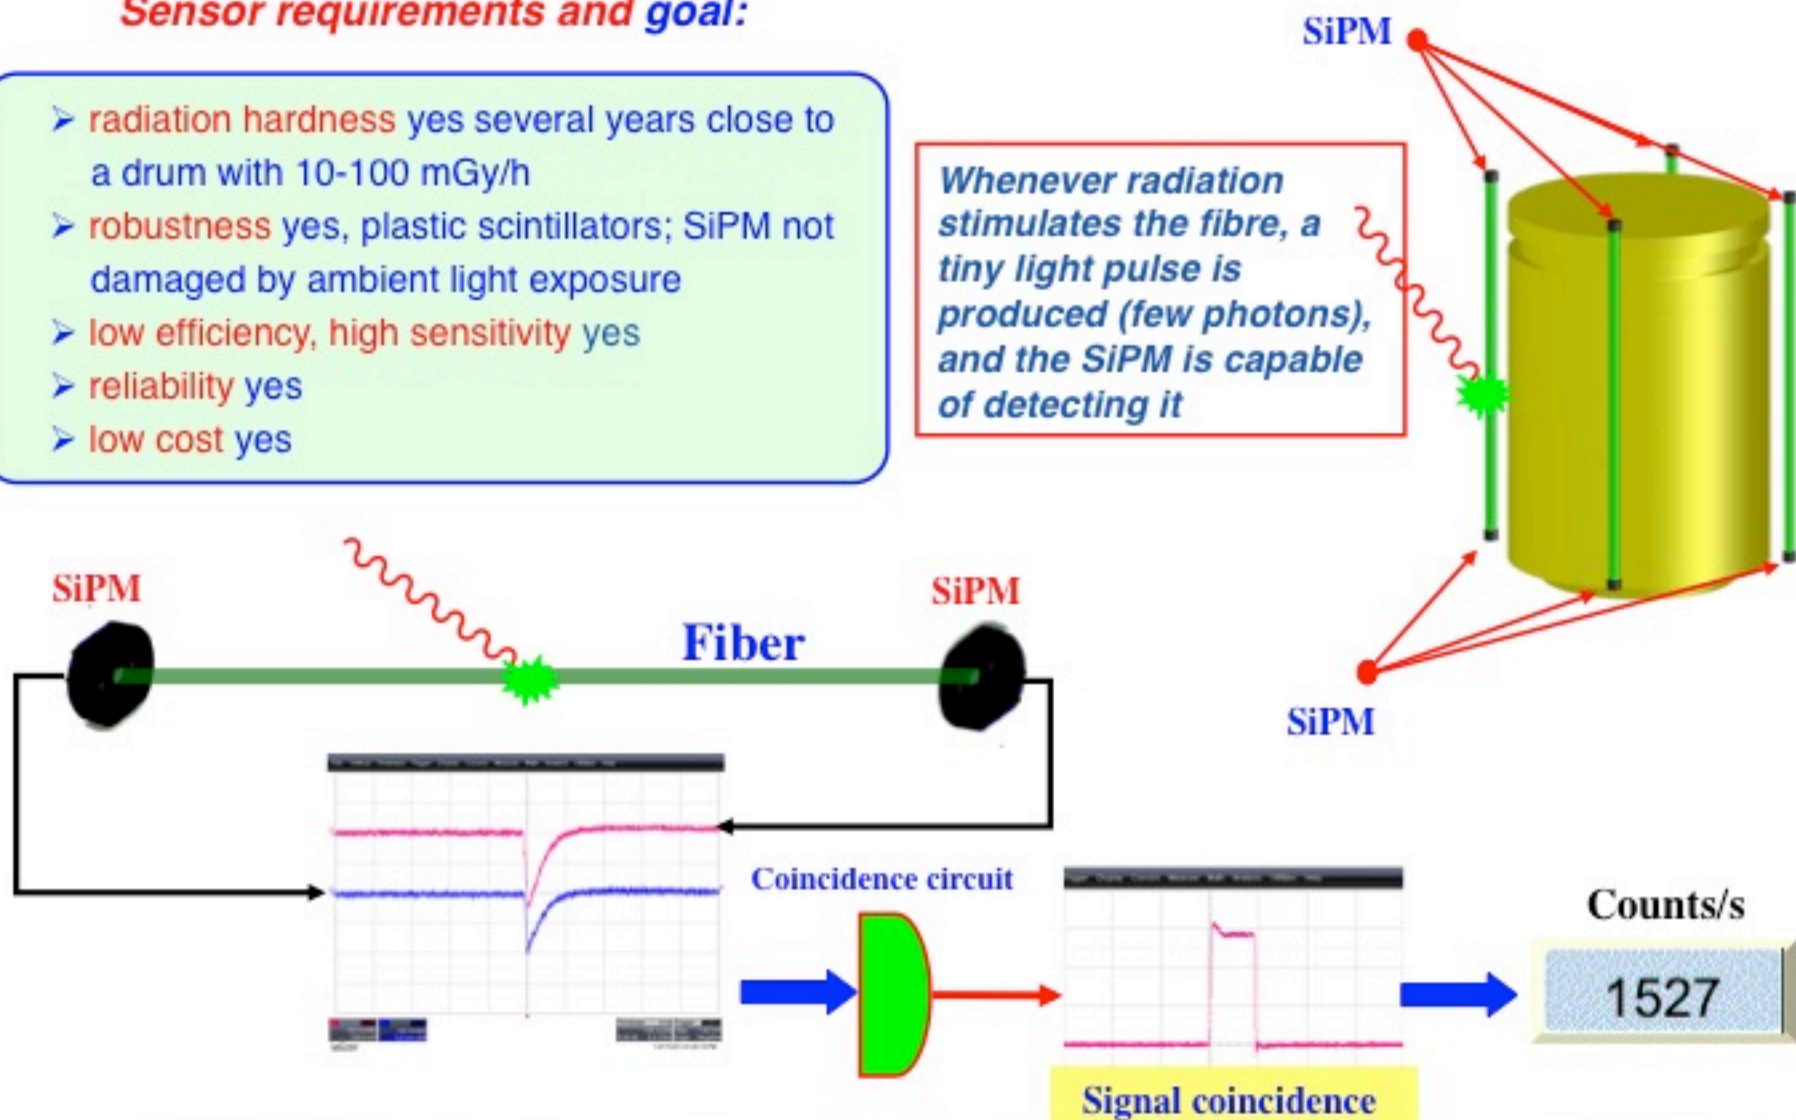 Sensor requirements and goal:
➢ radiation hardness yes several years close to
a drum with 10-100 mGy/h
➢ robustness yes, plastic scintillators; SiPM not
damaged by ambient light exposure
➢ low efficiency, high sensitivity yes
➢ reliability yes
➢ low cost yes
Whenever radiation
stimulates the fibre, a
tiny light pulse is
produced (few photons),
and the SiPM is capable
of detecting it
SiPM
SiPM
SiPM
Fiber
SiPM
Coincidence circuit
Signal coincidence
Counts/s
1527